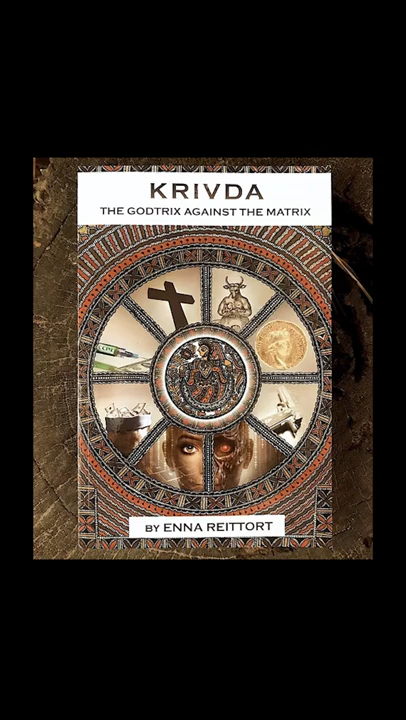 KRIVDA
THE GODTRIX AGAINST THE MATRIX
BY ENNA REITTORT